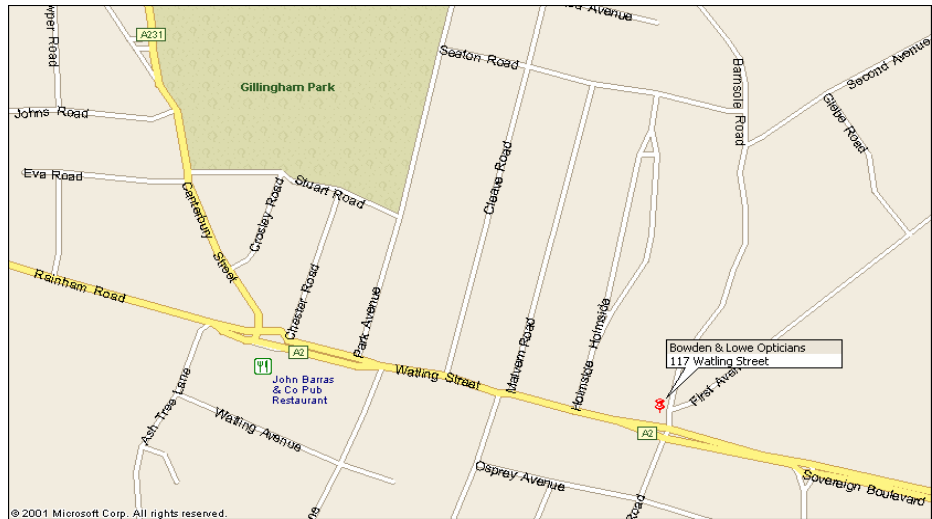 wper Road
A231
Avenue
Seaton Road
Barnsole Road
Second Avenue
Gillingham Park
Glebe Road
Johns Road
Eva Road
Stuart Road
Crosley Road
Cleave Road
Canterbury Street
Rainham Road
Chester Road
Park Avenue
Malvern Road
Holmside
Holmside
Bowden & Lowe Opticians
117 Watling Street
First Aven
A2
Watling Street
John Barras
& Co Pub
Restaurant
Ash Tree Lane
Watling Avenue
A2
Osprey Avenue
Sovereign Boulevard
Road
© 2001 Microsoft Corp. All rights reserved.